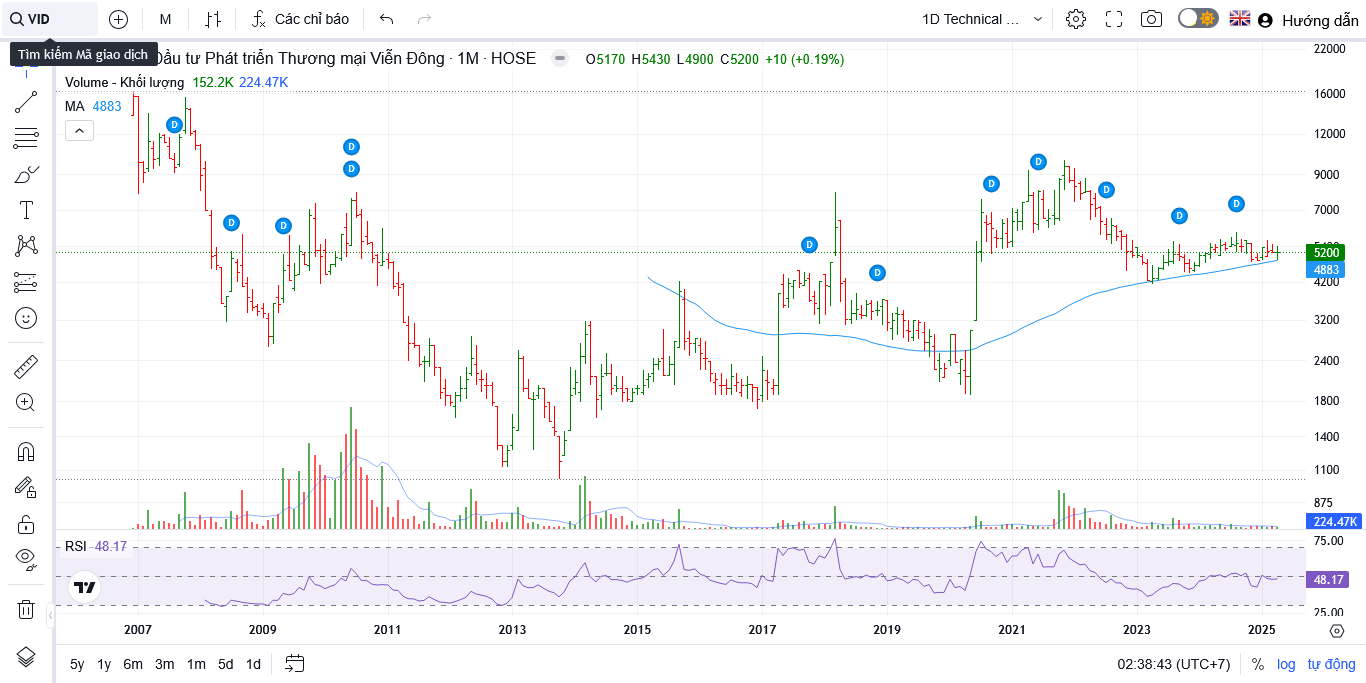 VID M Các chỉ báo 1D Technical ... Hướng dẫn
Tìm kiếm Mã giao dịch
Đầu tư Phát triển Thương mại Viễn Đông · 1M · HOSE O5170 H5430 L4900 C5200 +10 (+0.19%)
Volume - Khối lượng 152.2K 224.47K
MA 4883
D
D
D
D
D
D
D
D
D
D
D
D
22000
16000
12000
9000
7000
5200
4883
4200
3200
2400
1800
1400
1100
875
224.47K
RSI 48.17
75.00
48.17
25.00
2007 2009 2011 2013 2015 2017 2019 2021 2023 2025
5y 1y 6m 3m 1m 5d 1d 02:38:43 (UTC+7) % log tự động